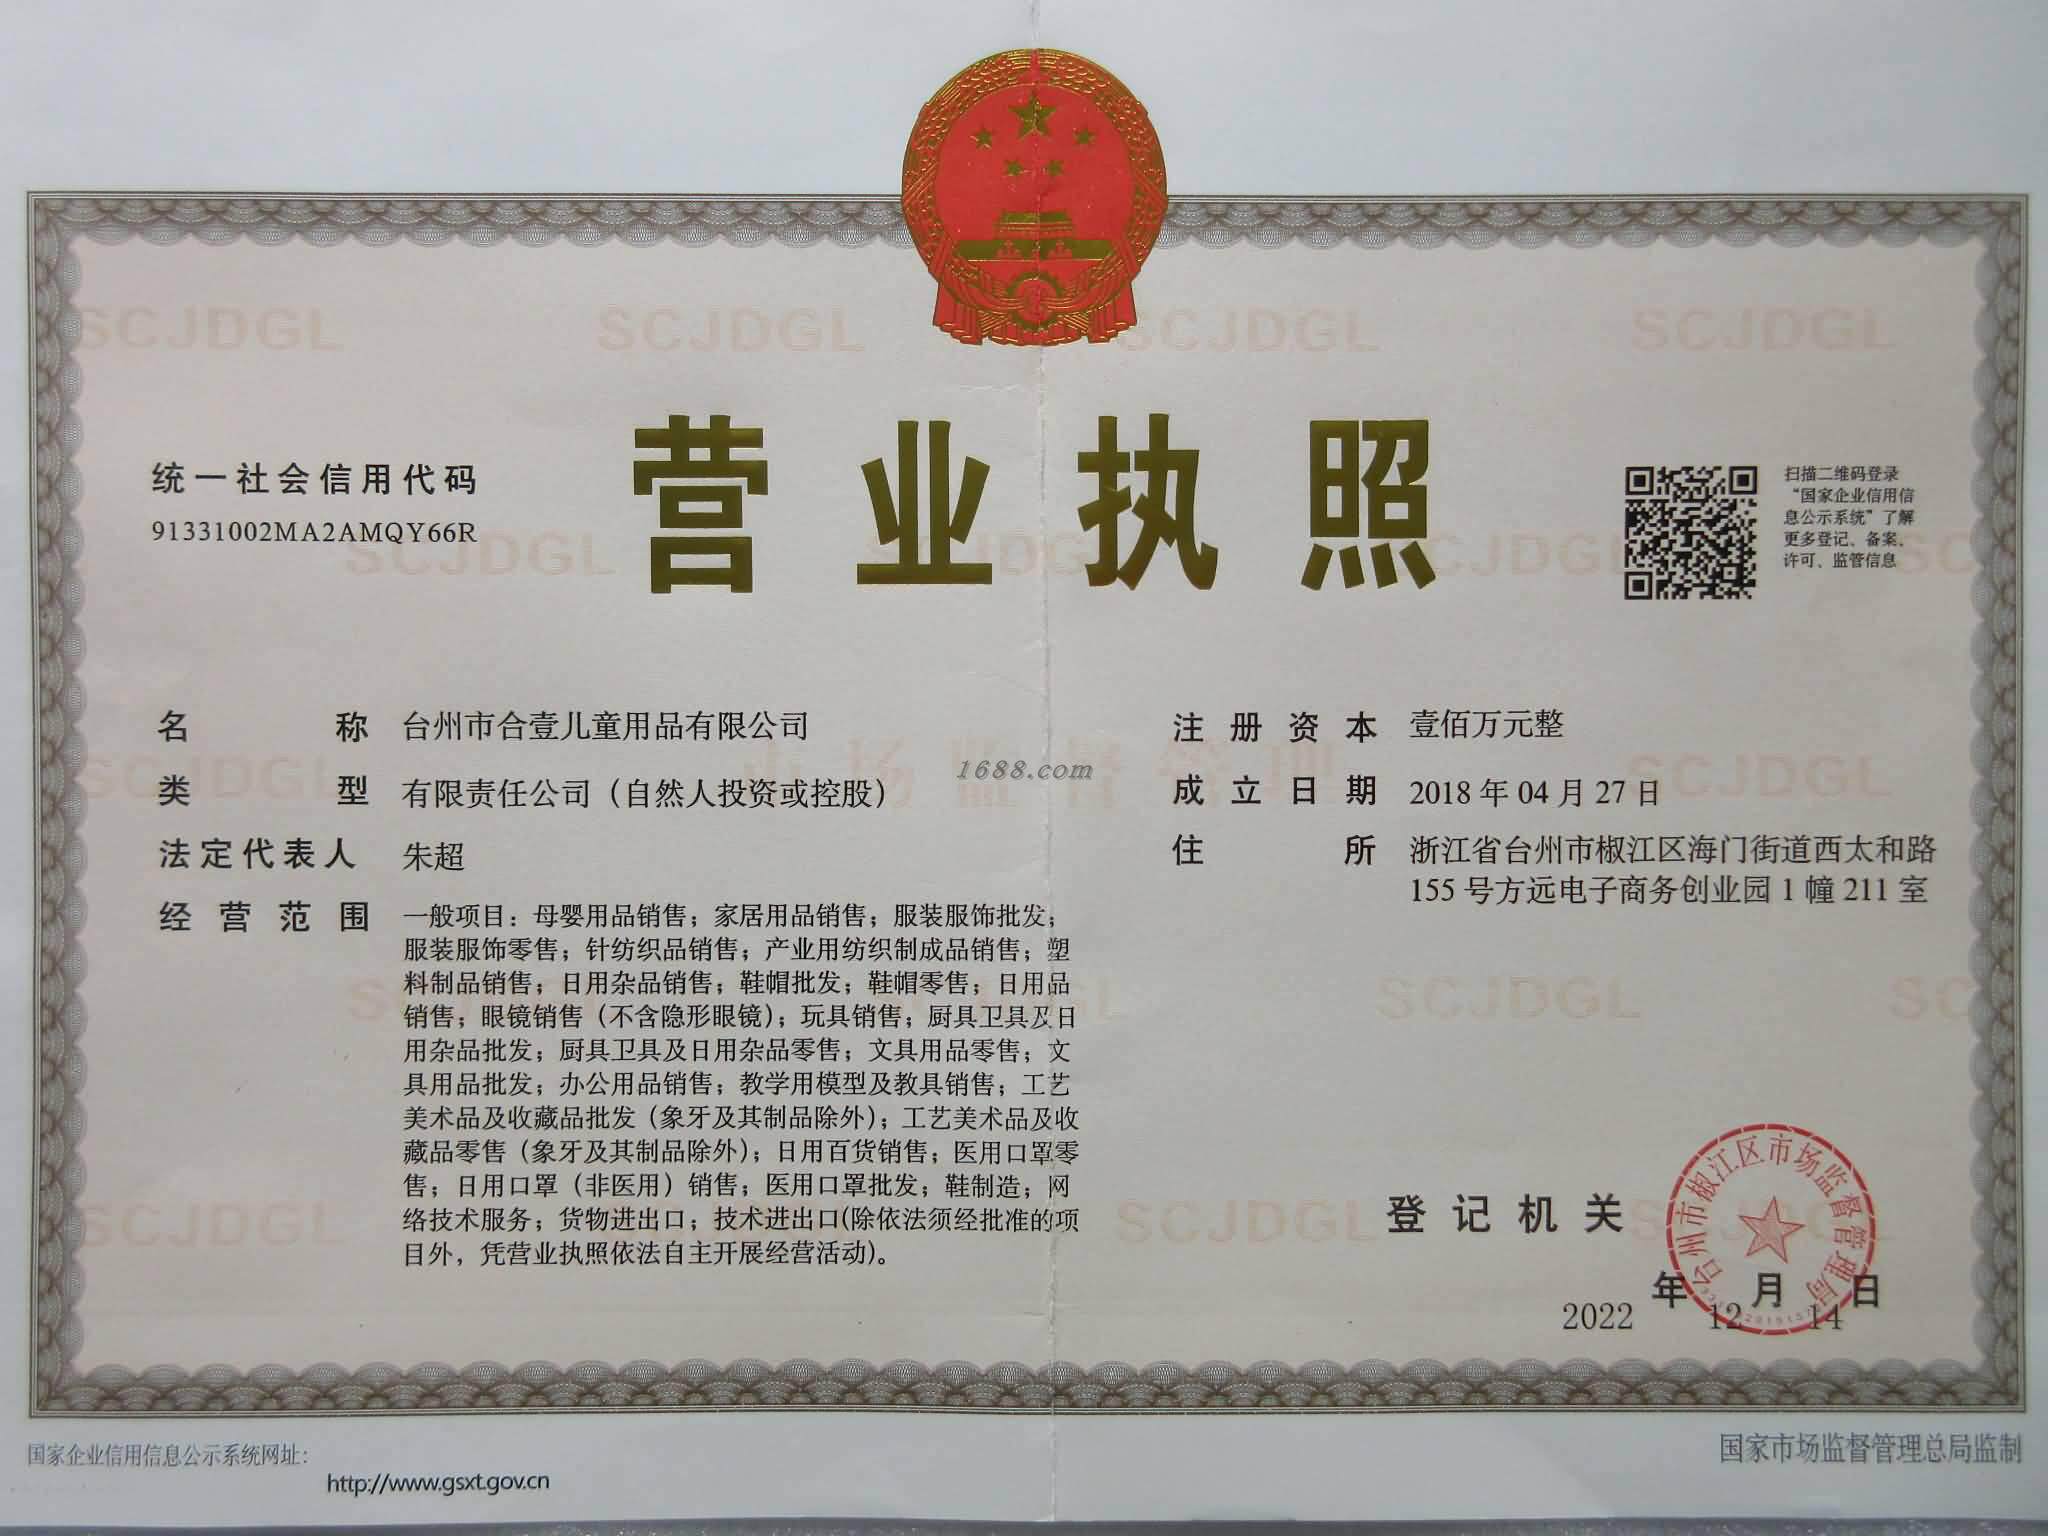 SCJDGL SCJDGL SCJDGL SCJDGL
营业执照
统一社会信用代码
91331002MA2AMQY66R
扫描二维码登录
“国家企业信用信
息公示系统”了解
更多登记、备案、
许可、监管信息
名 称 台州市合壹儿童用品有限公司
类 型 有限责任公司（自然人投资或控股）
法定代表人 朱超
经营范围 一般项目：母婴用品销售；家居用品销售；服装服饰批发；
服装服饰零售；针纺织品销售；产业用纺织制成品销售；塑
料制品销售；日用杂品销售；鞋帽批发；鞋帽零售；日用品
销售；眼镜销售（不含隐形眼镜）；玩具销售；厨具卫具及日
用杂品批发；厨具卫具及日用杂品零售；文具用品零售；文
具用品批发；办公用品销售；教学用模型及教具销售；工艺
美术品及收藏品批发（象牙及其制品除外）；工艺美术品及收
藏品零售（象牙及其制品除外）；日用百货销售；医用口罩零
售；日用口罩（非医用）销售；医用口罩批发；鞋制造；网
络技术服务；货物进出口；技术进出口(除依法须经批准的项
目外，凭营业执照依法自主开展经营活动)。
市场监督管理
1688.com
注册资本 壹佰万元整
成立日期 2018 年 04 月 27 日
住 所 浙江省台州市椒江区海门街道西太和路
155 号方远电子商务创业园 1 幢 211 室
登记机关
台州市椒江区市场监督管理局
2022 年 12 月 14 日
国家企业信用信息公示系统网址：
http://www.gsxt.gov.cn
国家市场监督管理总局监制